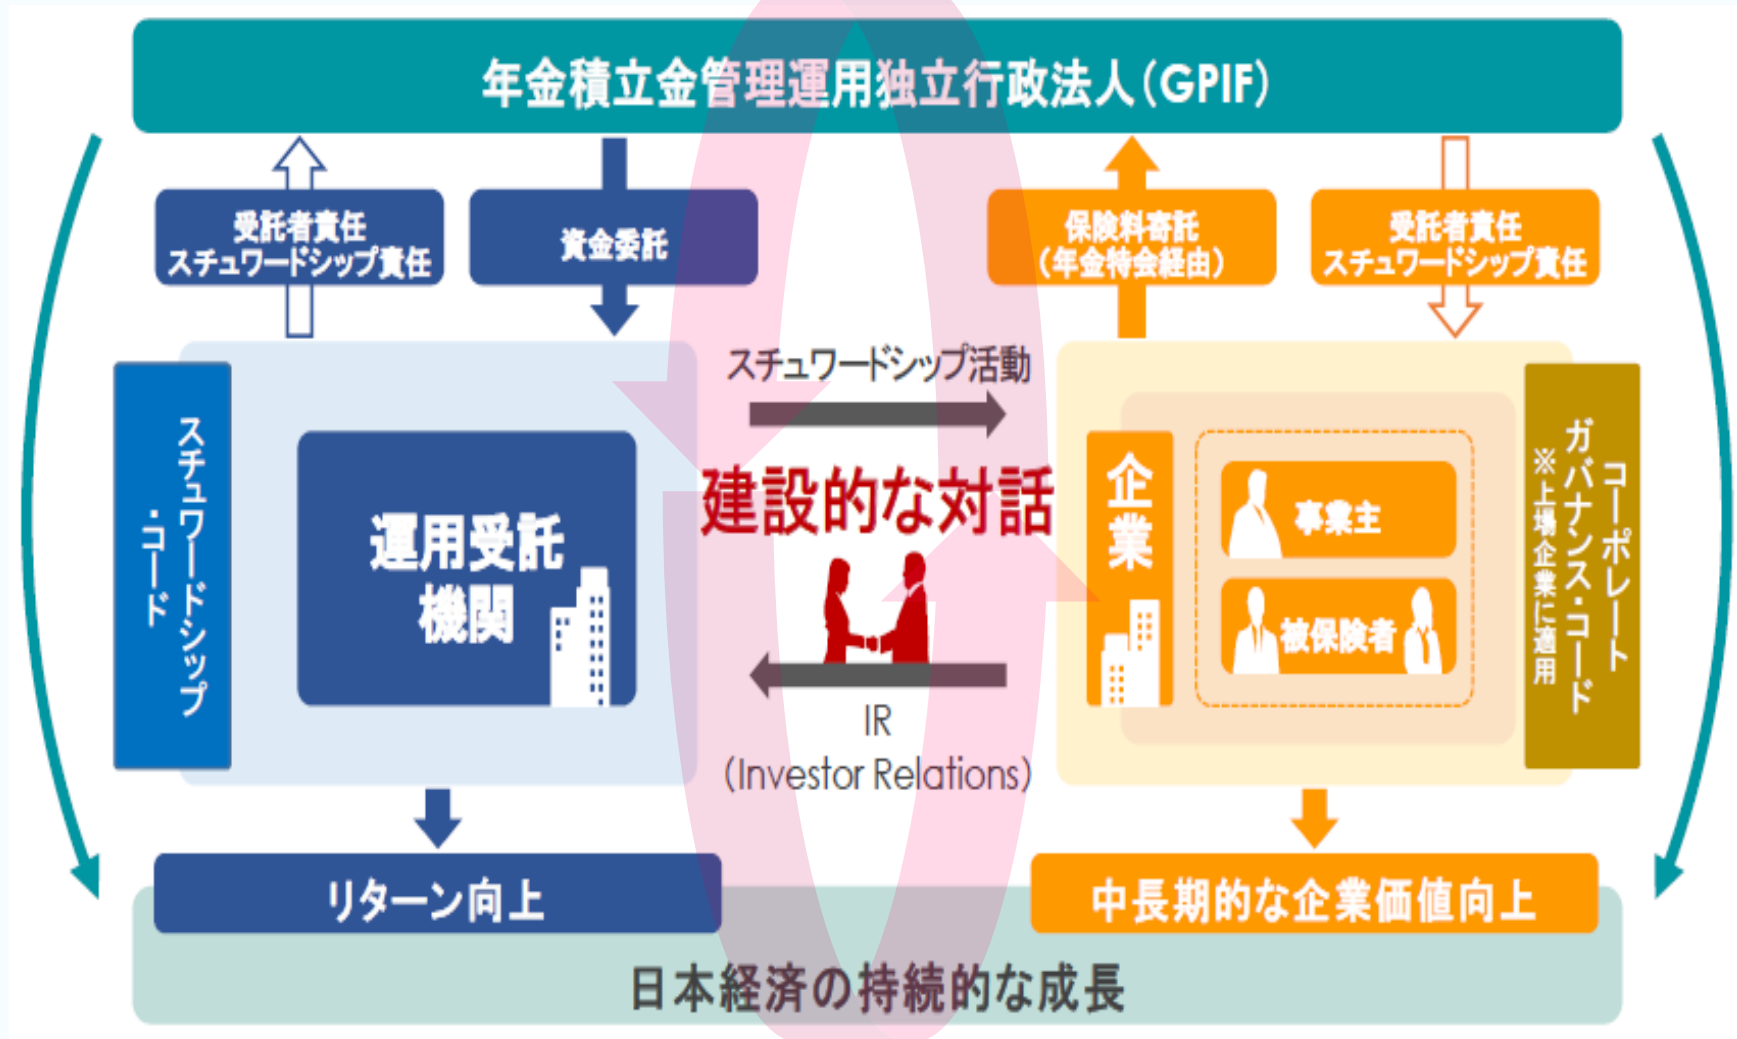 年金積立金管理運用独立行政法人（GPIF）
受託者責任
スチュワードシップ責任
資金委託
保険料寄託
（年金特会経由）
受託者責任
スチュワードシップ責任
スチュワードシップ
・コード
運用受託
機関
スチュワードシップ活動
建設的な対話
IR
（Investor Relations）
企業
事業主
被保険者
コーポレート
ガバナンス・コード
※上場企業に適用
リターン向上
中長期的な企業価値向上
日本経済の持続的な成長